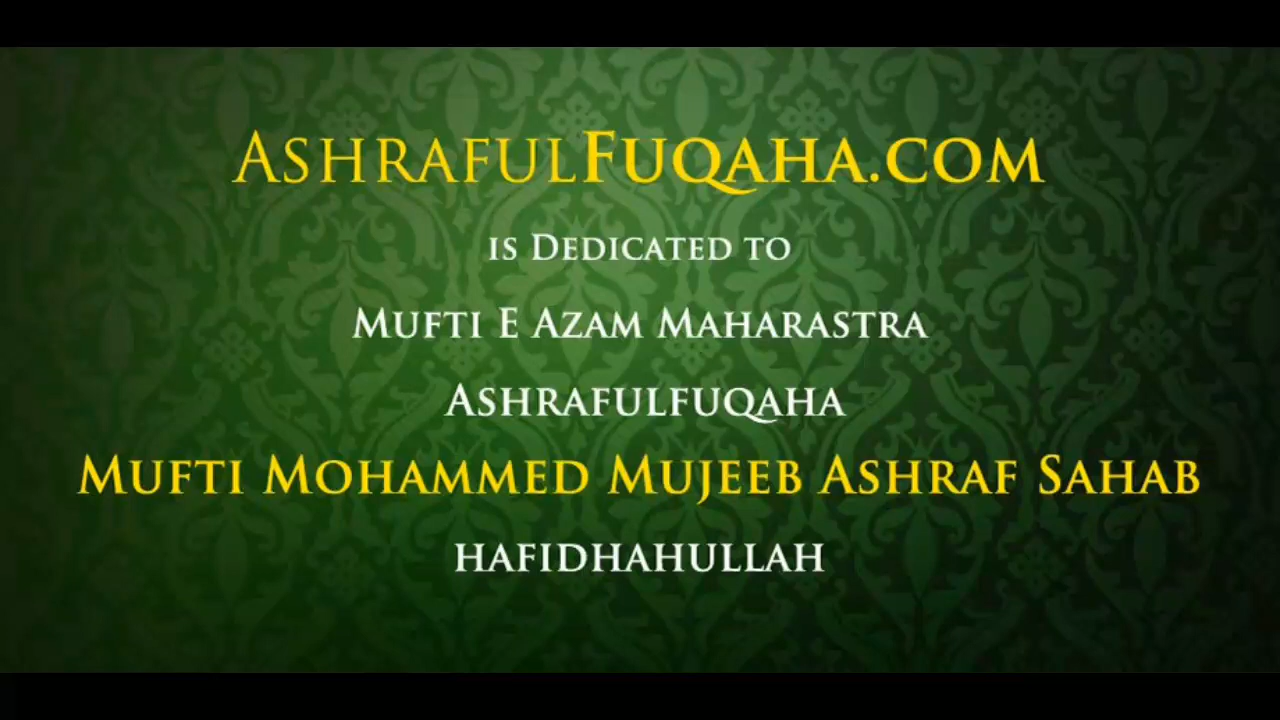 AshrafulFuqaha.com
is Dedicated to
Mufti E Azam Maharastra
Ashrafulfuqaha
Mufti Mohammed Mujeeb Ashraf Sahab
hafidhahullah